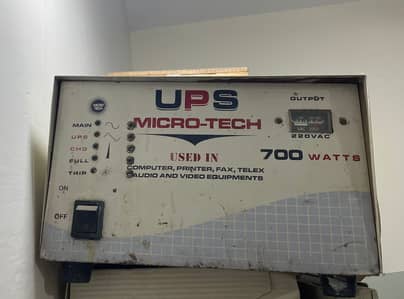 UPS
MICRO-TECH
OUTPUT
220VAC
MAIN
UPS
CHG
FULL
TRIP
USED IN
700 WATTS
COMPUTER, PRINTER, FAX, TELEX
AUDIO AND VIDEO EQUIPMENTS
ON
OFF